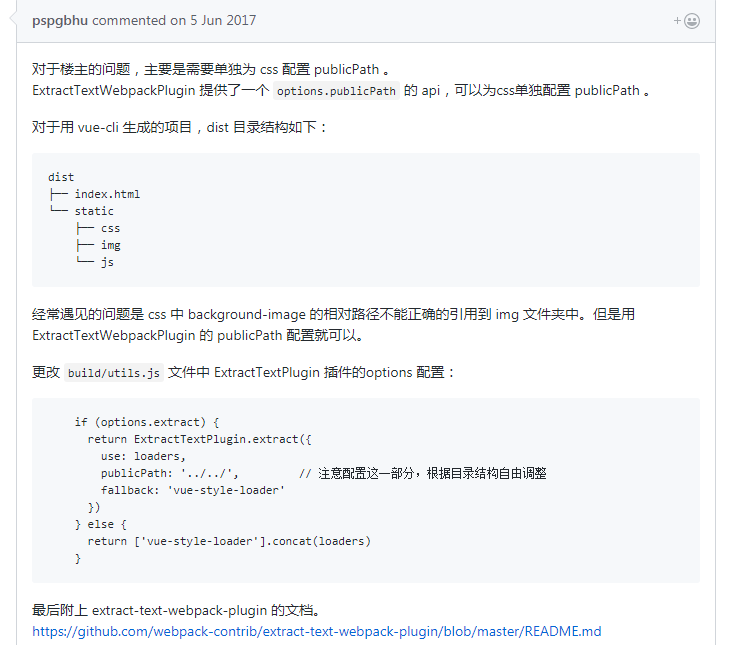 pspgbhu commented on 5 Jun 2017
对于楼主的问题，主要是需要单独为 css 配置 publicPath 。
ExtractTextWebpackPlugin 提供了一个 options.publicPath 的 api，可以为css单独配置 publicPath 。
对于用 vue-cli 生成的项目，dist 目录结构如下：
dist
├── index.html
└── static
    ├── css
    ├── img
    └── js
经常遇见的问题是 css 中 background-image 的相对路径不能正确的引用到 img 文件夹中。但是用
ExtractTextWebpackPlugin 的 publicPath 配置就可以。
更改 build/utils.js 文件中 ExtractTextPlugin 插件的options 配置：
    if (options.extract) {
      return ExtractTextPlugin.extract({
        use: loaders,
        publicPath: '../../',         // 注意配置这一部分，根据目录结构自由调整
        fallback: 'vue-style-loader'
      })
    } else {
      return ['vue-style-loader'].concat(loaders)
    }
最后附上 extract-text-webpack-plugin 的文档。
https://github.com/webpack-contrib/extract-text-webpack-plugin/blob/master/README.md